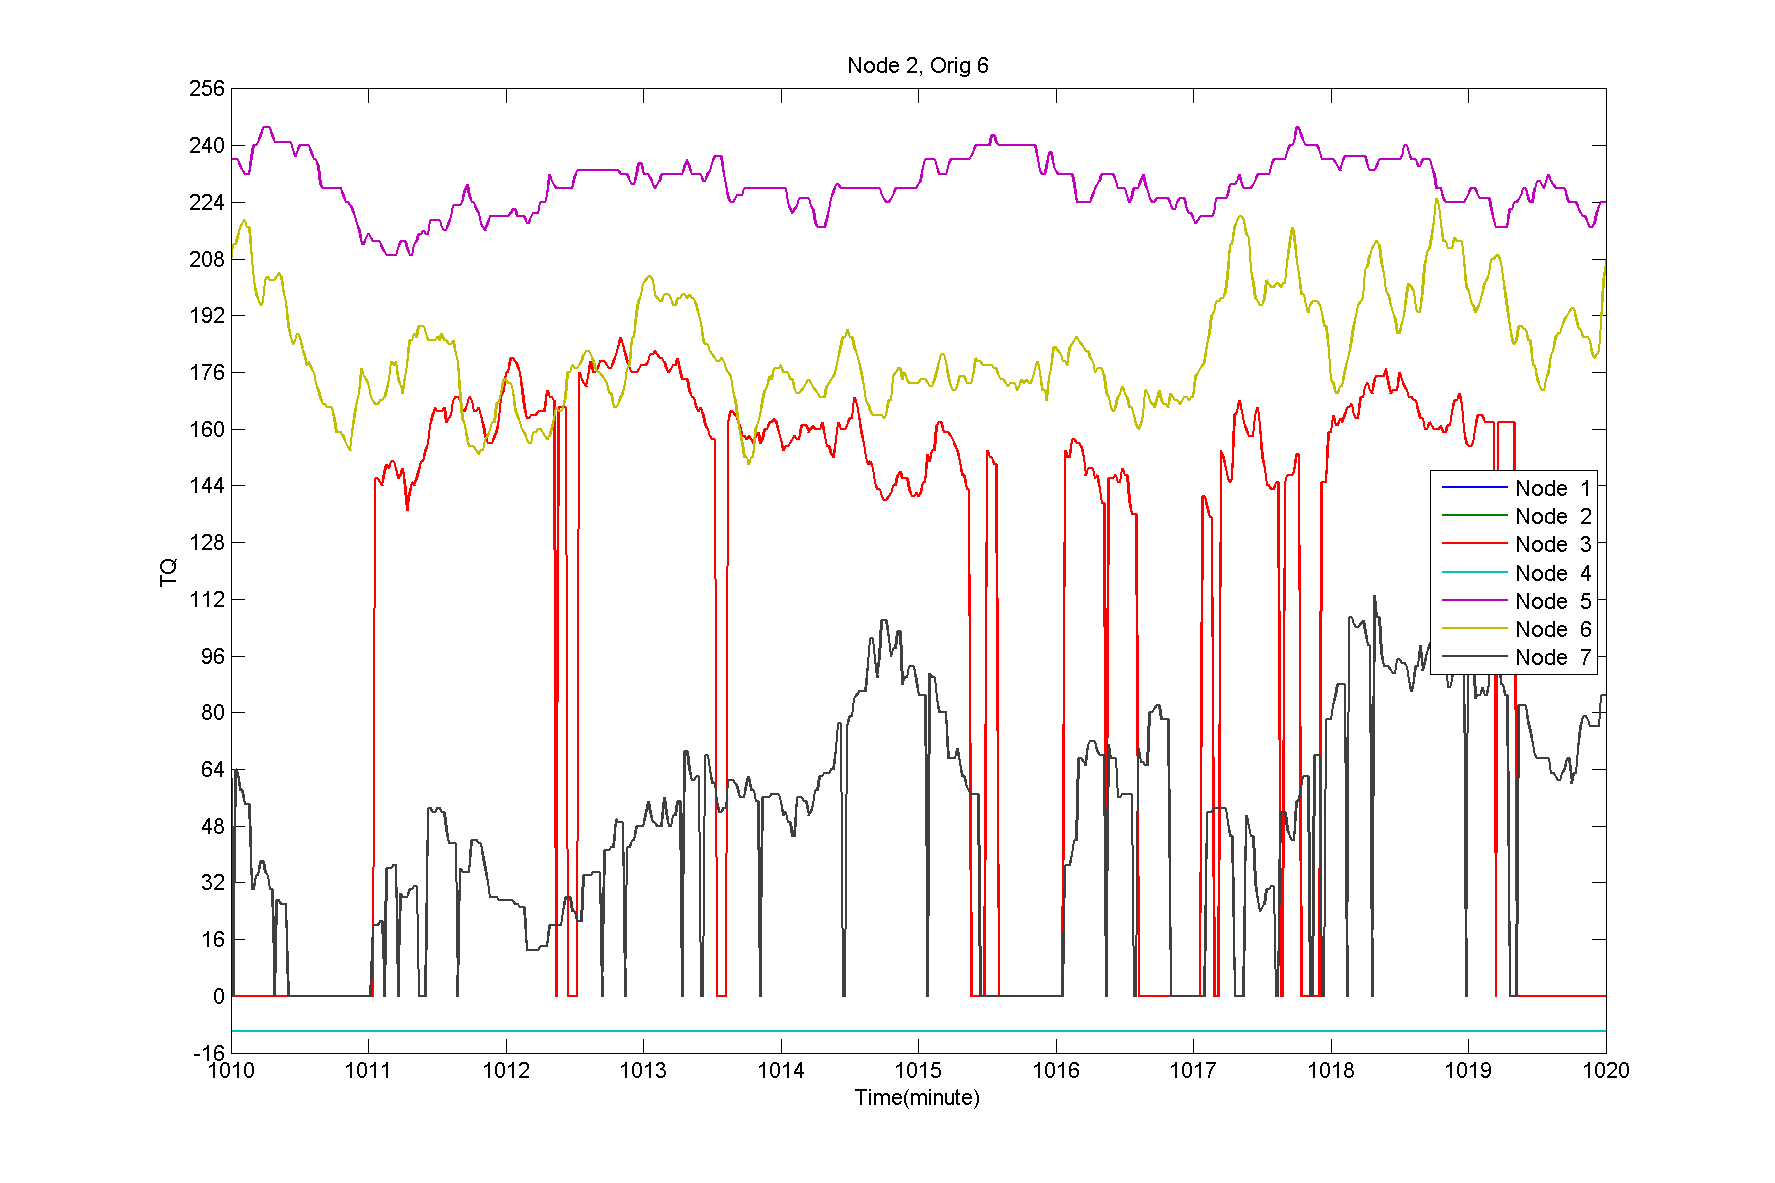 Node 2, Orig 6
256
240
224
208
192
176
160
144
128
112
96
80
64
48
32
16
0
-16
TQ
Node 1
Node 2
Node 3
Node 4
Node 5
Node 6
Node 7
1010 1011 1012 1013 1014 1015 1016 1017 1018 1019 1020
Time(minute)